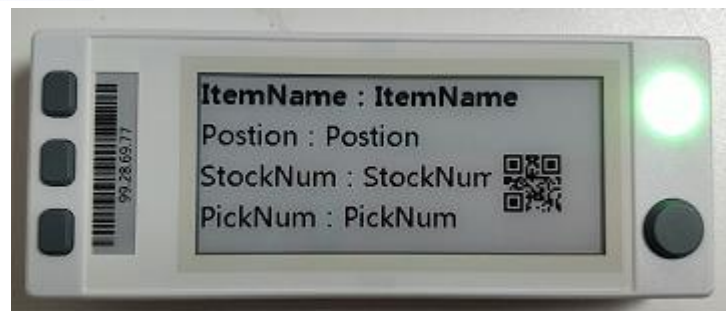 ItemName : ItemName
Postion : Postion
StockNum : StockNum
PickNum : PickNum
99.28.69.77